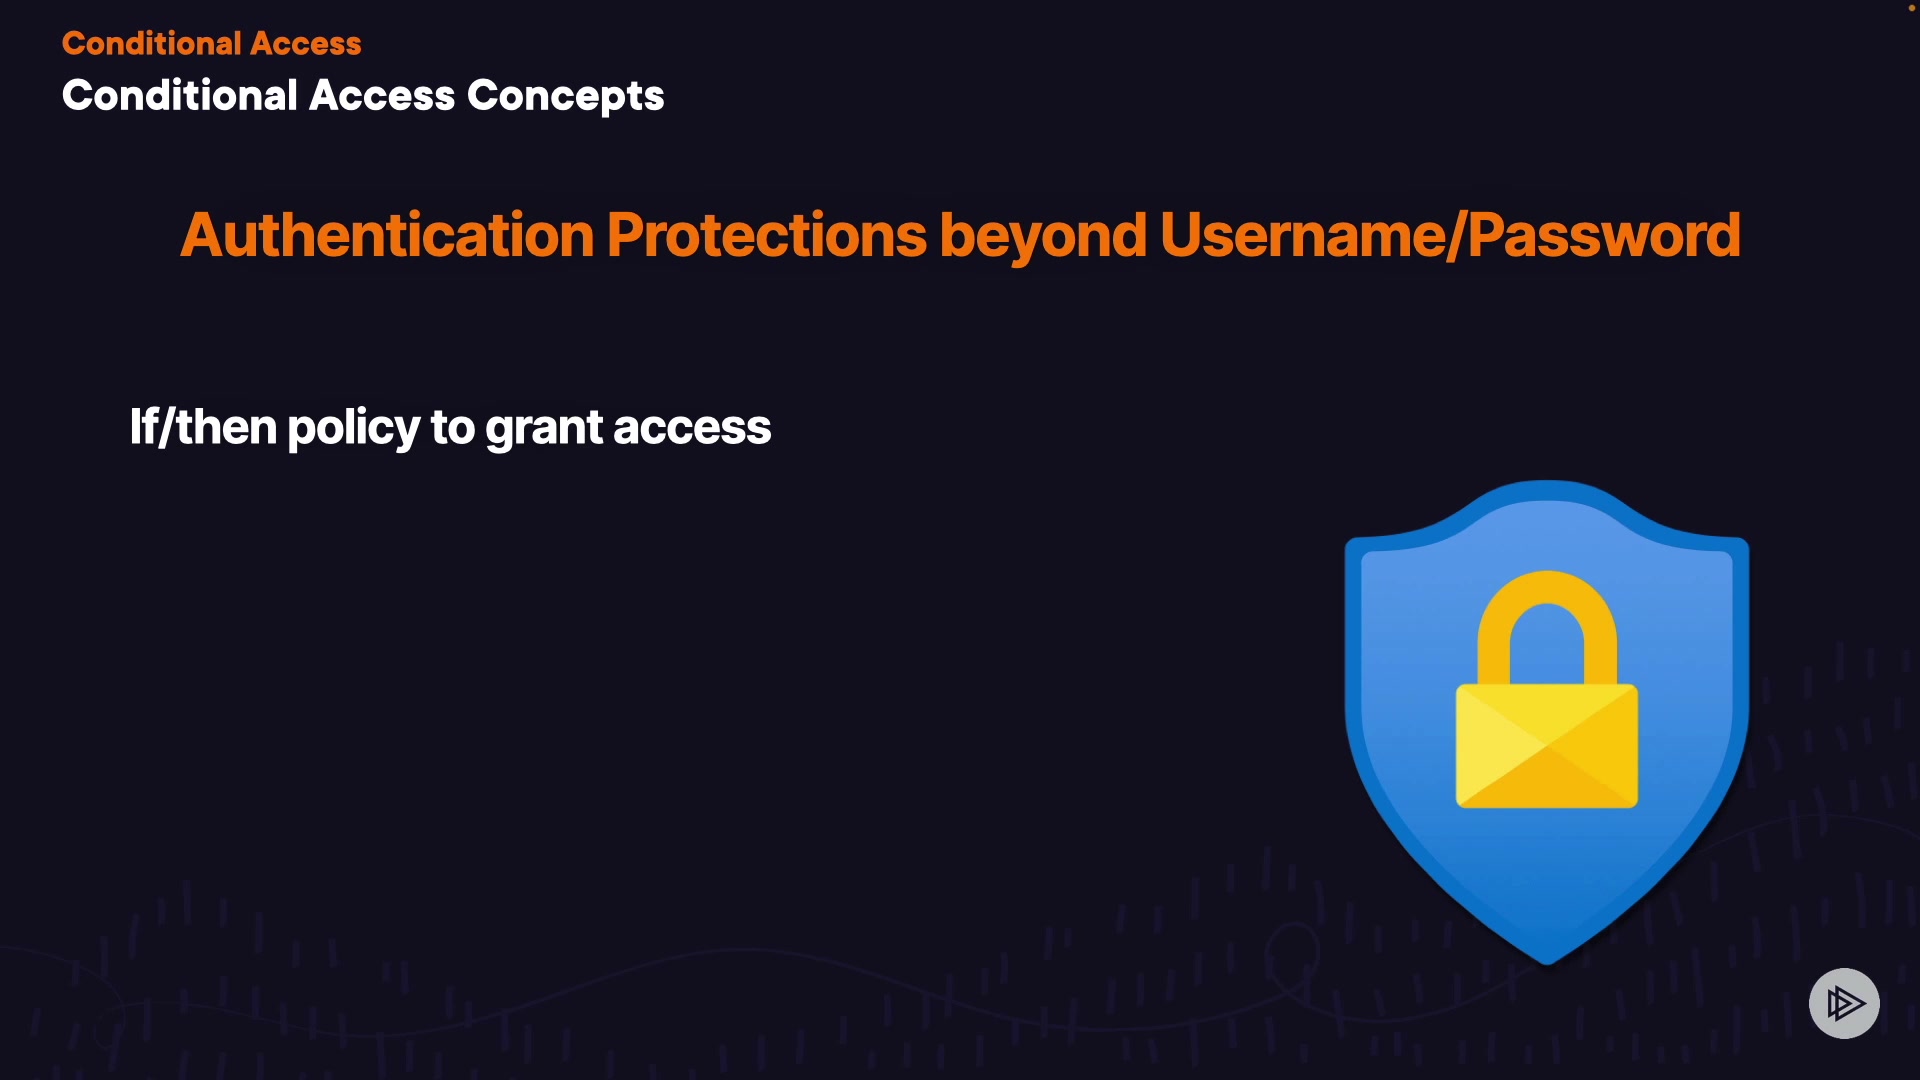 Conditional Access
Conditional Access Concepts
Authentication Protections beyond Username/Password
If/then policy to grant access